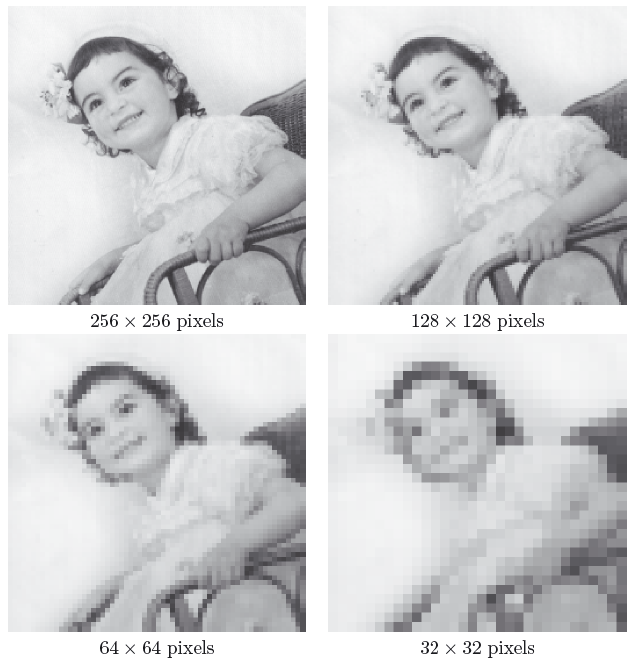 256 × 256 pixels
128 × 128 pixels
64 × 64 pixels
32 × 32 pixels